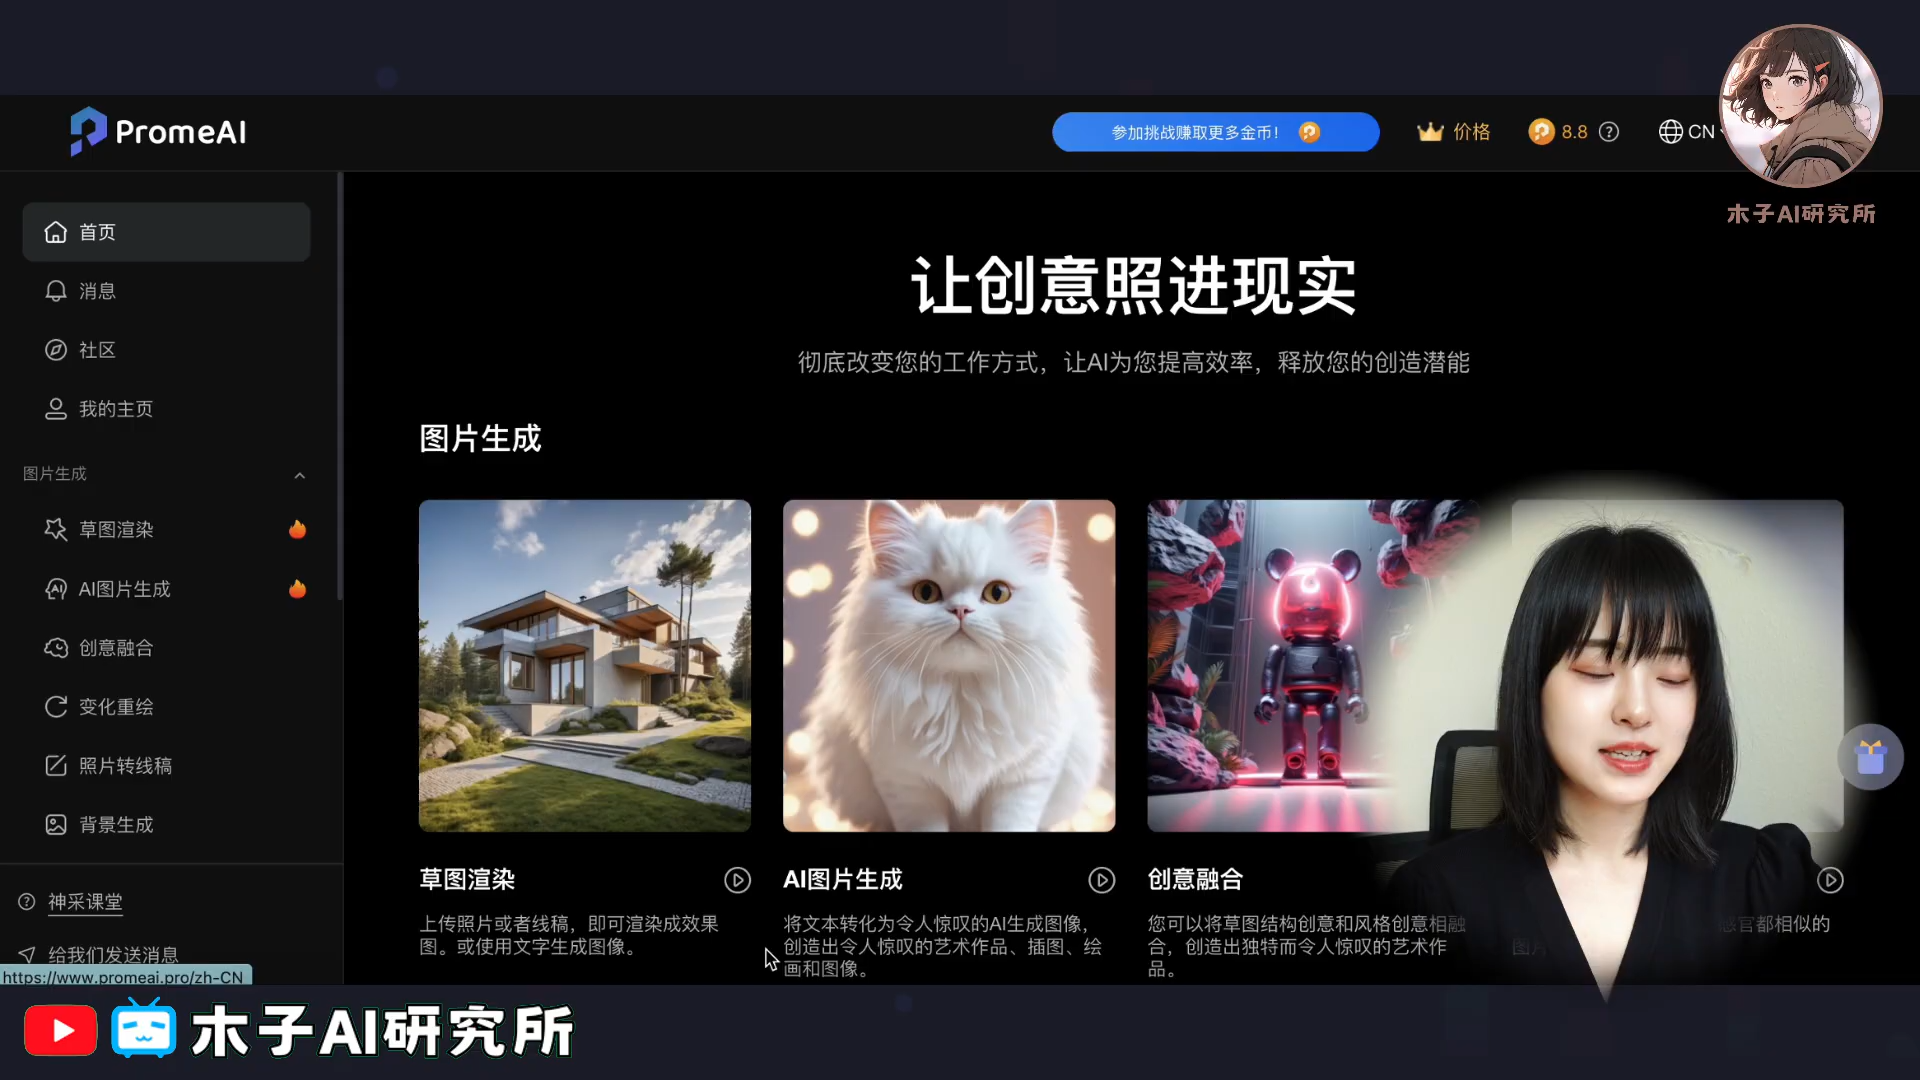 PromeAI
参加挑战赚取更多金币！
价格
8.8
CN
木子AI研究所
首页
消息
社区
我的主页
图片生成
草图渲染
AI图片生成
创意融合
变化重绘
照片转线稿
背景生成
神采课堂
给我们发送消息
https://www.promeai.pro/zh-CN
让创意照进现实
彻底改变您的工作方式，让AI为您提高效率，释放您的创造潜能
图片生成
草图渲染
上传照片或者线稿，即可渲染成效果
图。或使用文字生成图像。
AI图片生成
将文本转化为令人惊叹的AI生成图像，
创造出令人惊叹的艺术作品、插图、绘
画和图像。
创意融合
您可以将草图结构创意和风格创意相融
合，创造出独特而令人惊叹的艺术作
品。
感官都相似的
图片
木子AI研究所